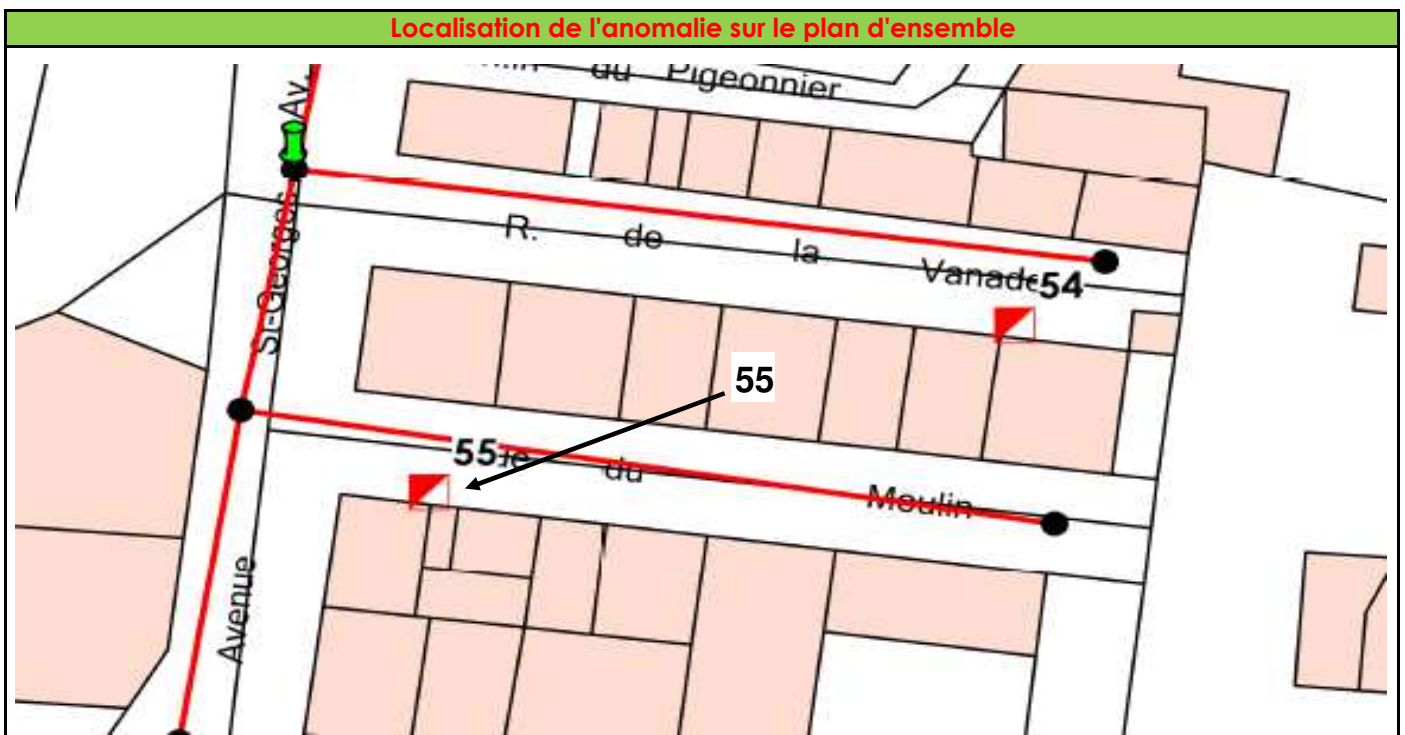 Localisation de l'anomalie sur le plan d'ensemble
du Pigeonnier
Av.
St-Georges
R. de la Vanade
54
55
55
du Moulin
Avenue